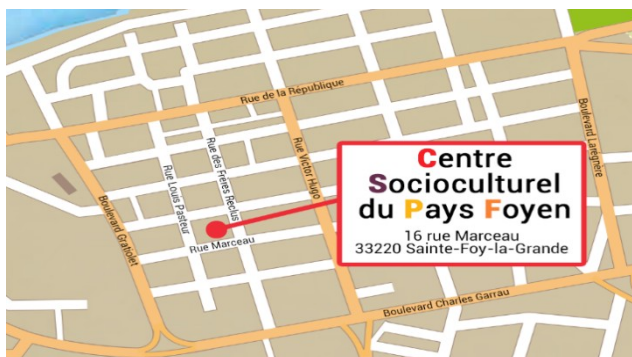 Rue de la République
Boulevard Laregnère
Rue des Frères Reclus
Rue Victor Hugo
Rue Louis Pasteur
Boulevard Gratiolet
Rue Marceau
Centre
Socioculturel
du Pays Foyen
16 rue Marceau
33220 Sainte-Foy-la-Grande
Boulevard Charles Garrau